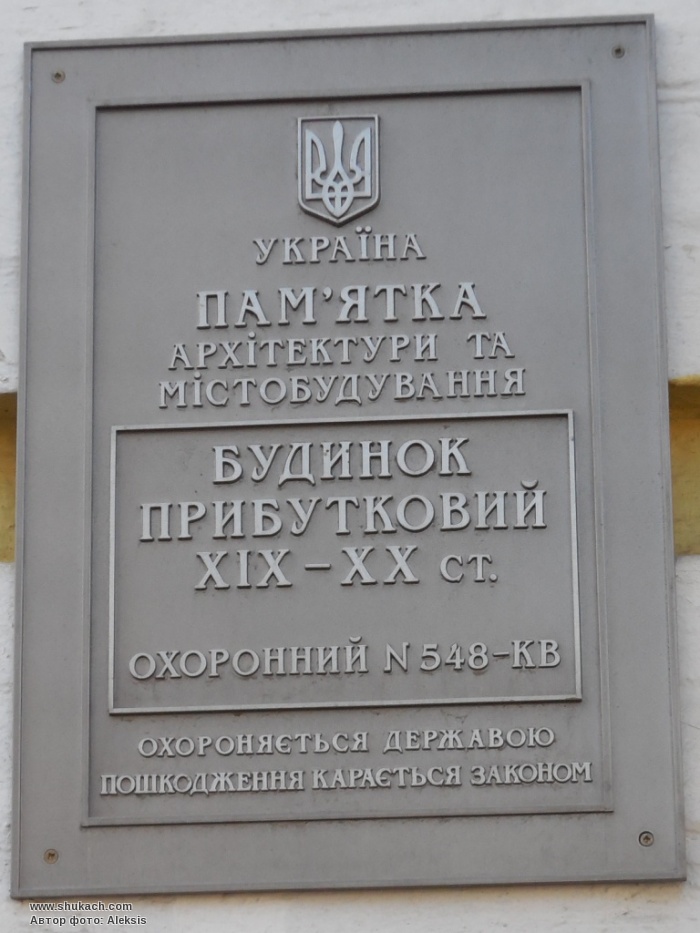 УКРАЇНА
ПАМ'ЯТКА
АРХІТЕКТУРИ ТА
МІСТОБУДУВАННЯ
БУДИНОК
ПРИБУТКОВИЙ
XIX – XX СТ.
ОХОРОННИЙ N 548-КВ
ОХОРОНЯЄТЬСЯ ДЕРЖАВОЮ
ПОШКОДЖЕННЯ КАРАЄТЬСЯ ЗАКОНОМ
www.shukach.com
Автор фото: Aleksis